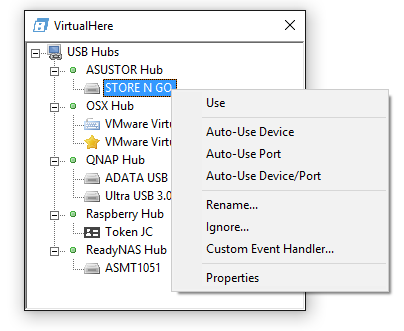 VirtualHere
USB Hubs
ASUSTOR Hub
STORE N GO
OSX Hub
VMware Virtu
VMware Virtu
QNAP Hub
ADATA USB
Ultra USB 3.0
Raspberry Hub
Token JC
ReadyNAS Hub
ASMT1051
Use
Auto-Use Device
Auto-Use Port
Auto-Use Device/Port
Rename...
Ignore...
Custom Event Handler...
Properties